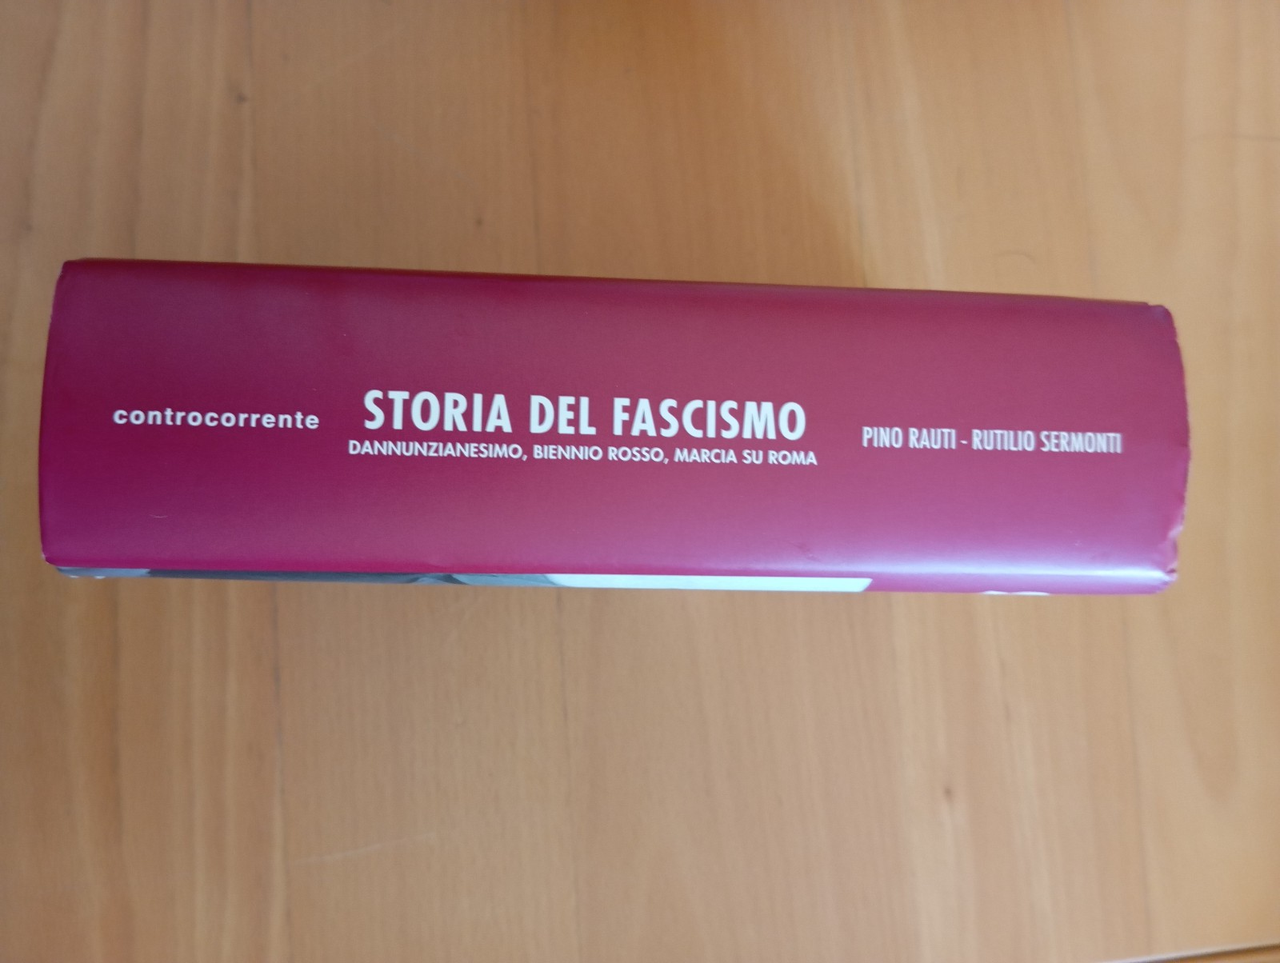 controcorrente
STORIA DEL FASCISMO
DANNUNZIANESIMO, BIENNIO ROSSO, MARCIA SU ROMA
PINO RAUTI - RUTILIO SERMONTI